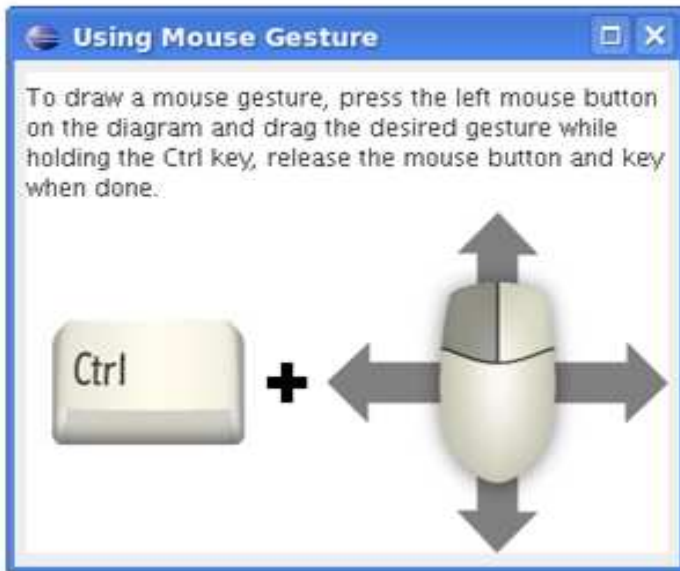 Using Mouse Gesture
To draw a mouse gesture, press the left mouse button
on the diagram and drag the desired gesture while
holding the Ctrl key, release the mouse button and key
when done.
Ctrl